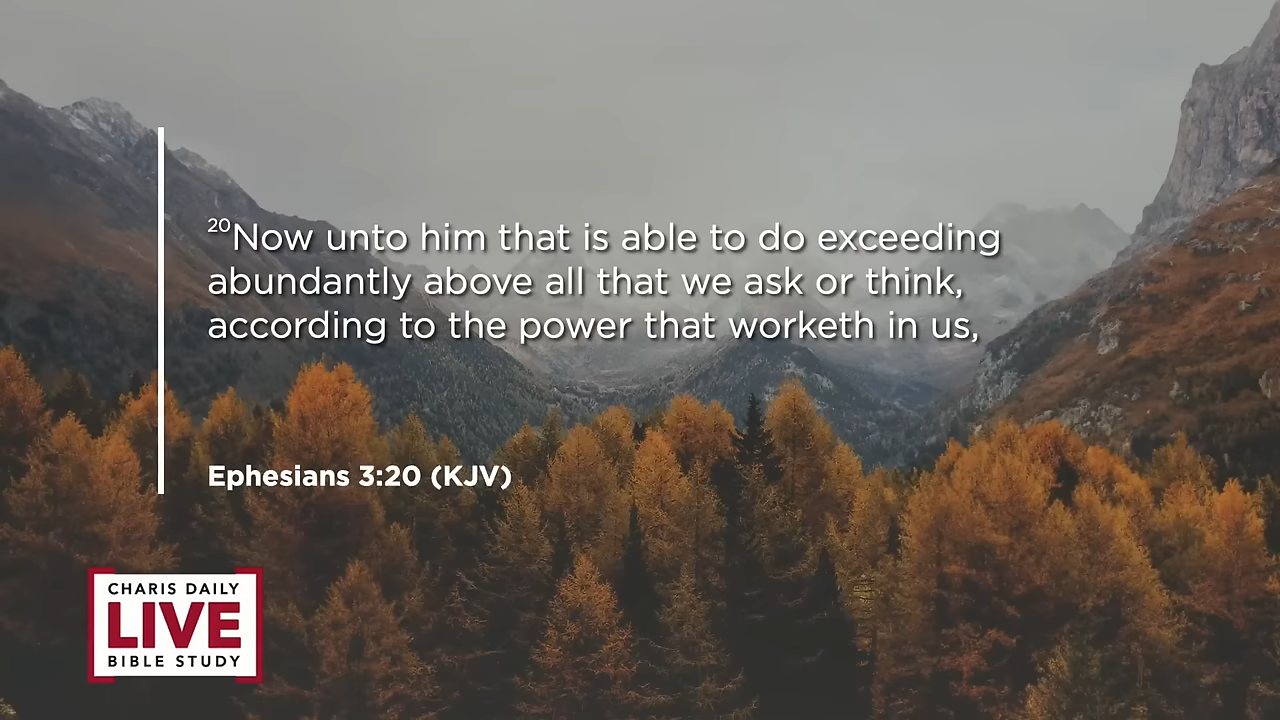 20Now unto him that is able to do exceeding
abundantly above all that we ask or think,
according to the power that worketh in us,
Ephesians 3:20 (KJV)
CHARIS DAILY
LIVE
BIBLE STUDY